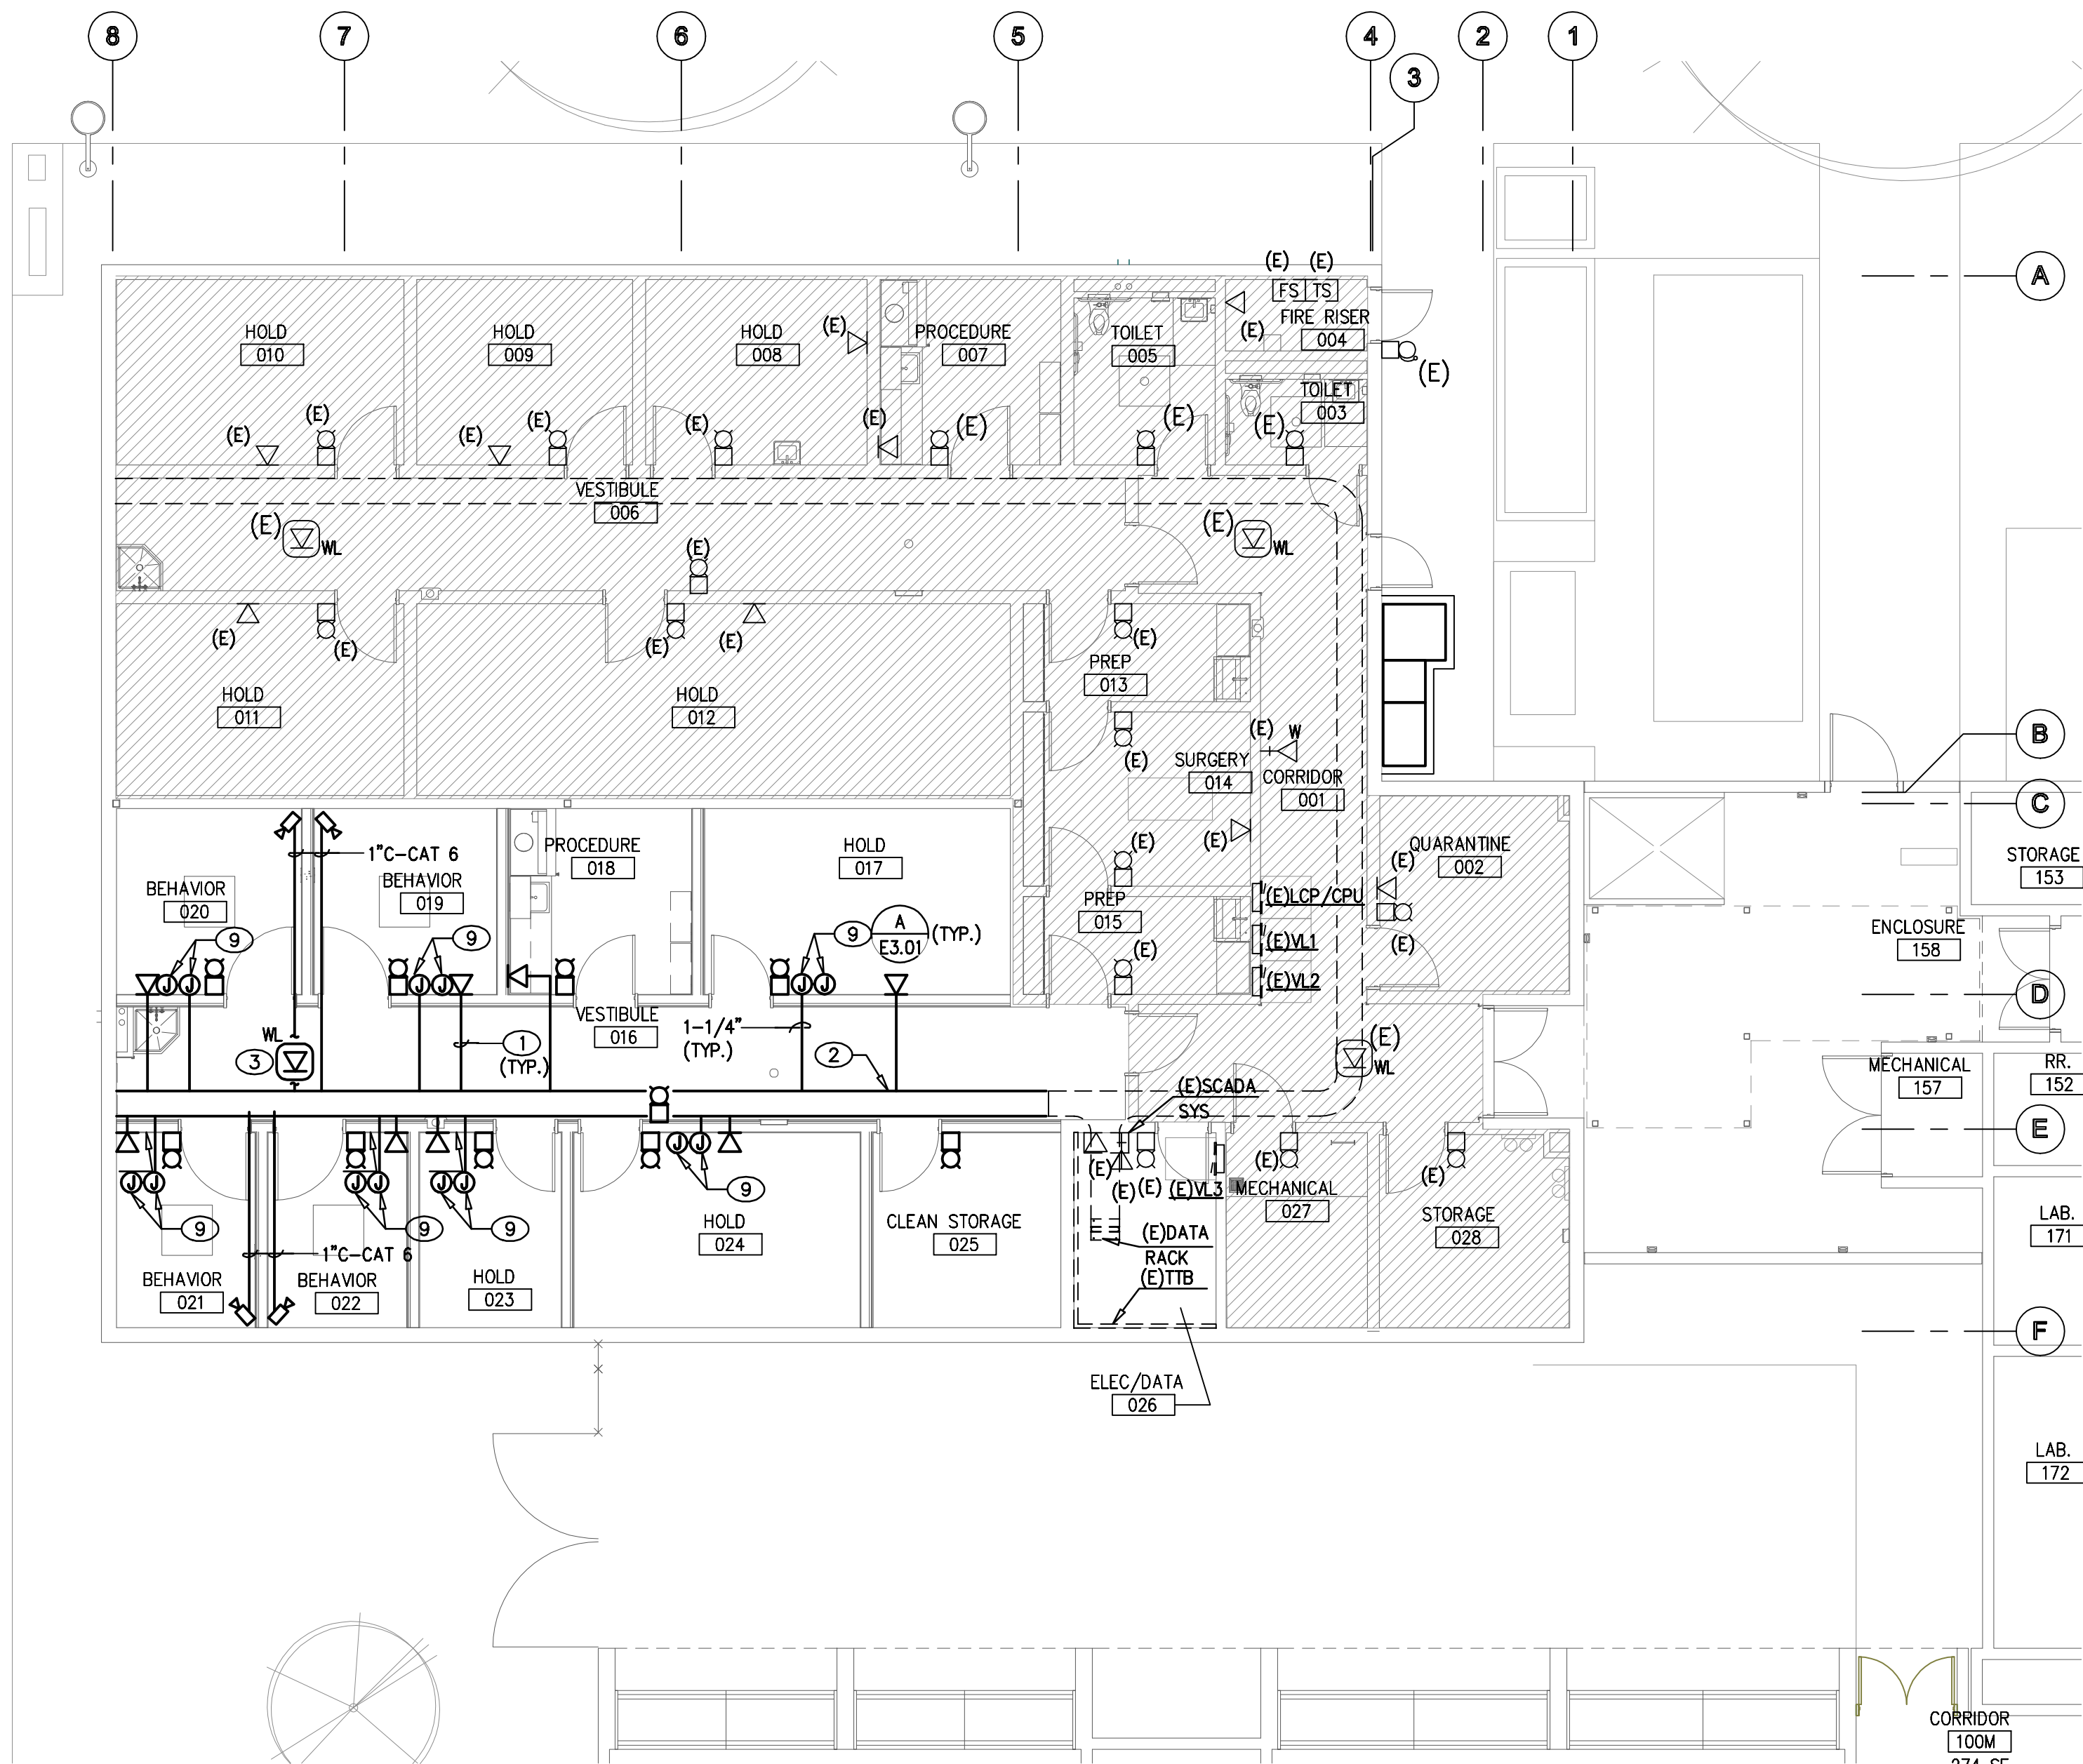 8
7
6
5
4
2
1
3
A
(E) (E)
FS TS
(E)
FIRE RISER
004
HOLD
010
HOLD
009
HOLD
008
(E)
PROCEDURE
007
TOILET
005
(E)
TOILET
003
(E)
(E)
(E)
(E)
(E)
(E)
(E)
(E)
(E)
VESTIBULE
006
(E)
WL
(E)
(E)
WL
(E)
(E)
(E)
(E)
(E)
PREP
013
HOLD
011
HOLD
012
(E) W
(E)
SURGERY
014
CORRIDOR
001
B
C
(E)
QUARANTINE
002
(E)
(E)
STORAGE
153
1"C-CAT 6
BEHAVIOR
020
BEHAVIOR
019
PROCEDURE
018
HOLD
017
(E)LCP/CPU
PREP
015
9
9
9
A
E3.01
(TYP.)
(E)VL1
(E)
(E)VL2
ENCLOSURE
158
D
J J
J J
J J
VESTIBULE
016
1-1/4"
(TYP.)
WL
3
1
(TYP.)
2
(E)
WL
MECHANICAL
157
RR.
152
(E)SCADA
SYS
E
J J
(E)
(E)
(E)
(E)VL3
(E)
(E)
J J
J J
J J
9
9
9
9
MECHANICAL
027
STORAGE
028
HOLD
024
CLEAN STORAGE
025
(E)DATA
RACK
(E)TTB
LAB.
171
1"C-CAT 6
BEHAVIOR
021
BEHAVIOR
022
HOLD
023
F
ELEC/DATA
026
LAB.
172
CORRIDOR
100M
274 SF